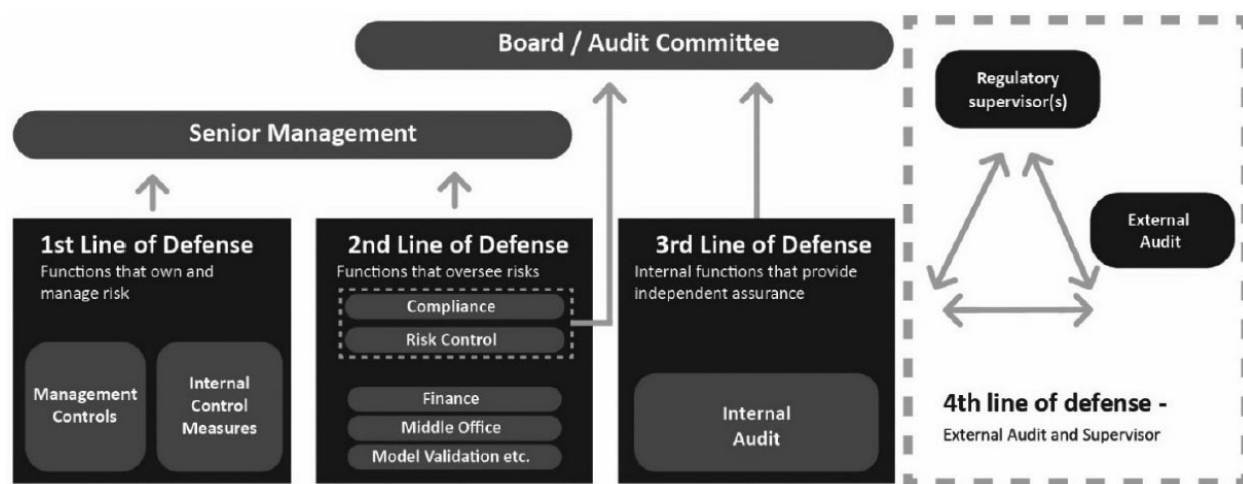 Board / Audit Committee
Senior Management
1st Line of Defense
Functions that own and
manage risk
Management
Controls
Internal
Control
Measures
2nd Line of Defense
Functions that oversee risks
Compliance
Risk Control
Finance
Middle Office
Model Validation etc.
3rd Line of Defense
Internal functions that provide
independent assurance
Internal
Audit
Regulatory
supervisor(s)
External
Audit
4th line of defense -
External Audit and Supervisor